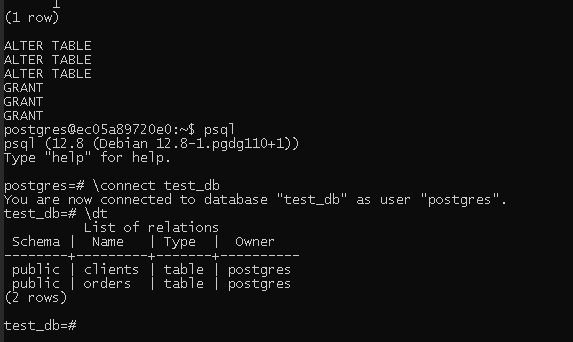 (1 row)

ALTER TABLE
ALTER TABLE
ALTER TABLE
GRANT
GRANT
GRANT
postgres@ec05a89720e0:~$ psql
psql (12.8 (Debian 12.8-1.pgdg110+1))
Type "help" for help.

postgres=# \connect test_db
You are now connected to database "test_db" as user "postgres".
test_db=# \dt
          List of relations
 Schema |  Name   | Type  |  Owner
--------+---------+-------+----------
 public | clients | table | postgres
 public | orders  | table | postgres
(2 rows)

test_db=#